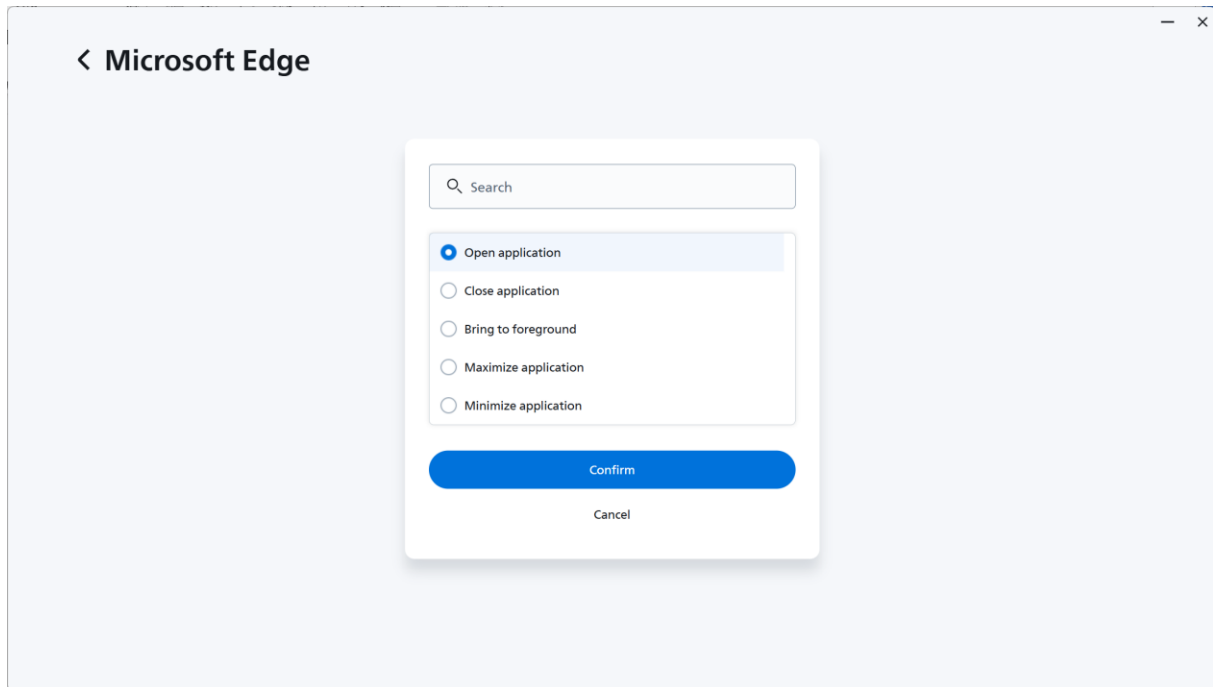 Microsoft Edge
Search
Open application
Close application
Bring to foreground
Maximize application
Minimize application
Confirm
Cancel